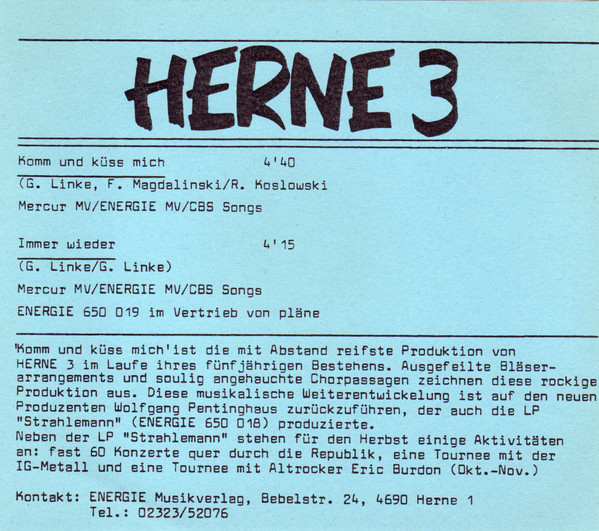 HERNE 3
Komm und küss mich 4'40
(G. Linke, F. Magdalinski/R. Koslowski
Mercur MV/ENERGIE MV/CBS Songs
Immer wieder 4'15
(G. Linke/G. Linke)
Mercur MV/ENERGIE MV/CBS Songs
ENERGIE 650 019 im Vertrieb von pläne
'Komm und küss mich'ist die mit Abstand reifste Produktion von
HERNE 3 im Laufe ihres fünfjährigen Bestehens. Ausgefeilte Bläser-
arrangements und soulig angehauchte Chorpassagen zeichnen diese rockige
Produktion aus. Diese musikalische Weiterentwickelung ist auf den neuen
Produzenten Wolfgang Pentinghaus zurückzuführen, der auch die LP
"Strahlemann" (ENERGIE 650 018) produzierte.
Neben der LP "Strahlemann" stehen für den Herbst einige Aktivitäten
an: fast 60 Konzerte quer durch die Republik, eine Tournee mit der
IG-Metall und eine Tournee mit Altrocker Eric Burdon (Okt.-Nov.)
Kontakt: ENERGIE Musikverlag, Bebelstr. 24, 4690 Herne 1
Tel.: 02323/52076